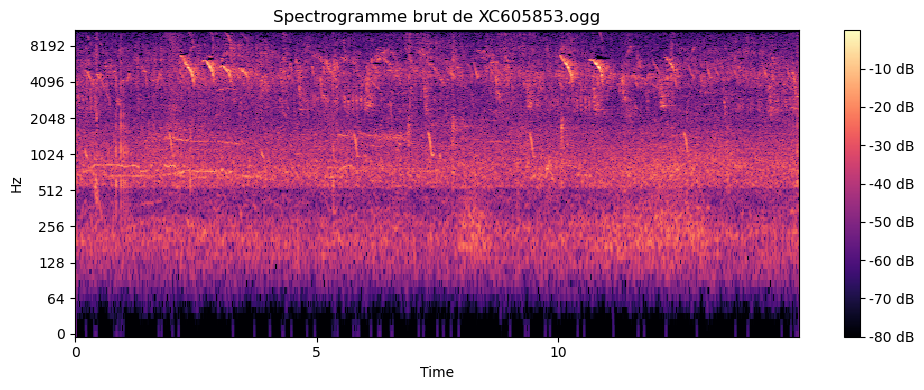 Spectrogramme brut de XC605853.ogg
Hz
8192
4096
2048
1024
512
256
128
64
0
0
5
10
Time
-10 dB
-20 dB
-30 dB
-40 dB
-50 dB
-60 dB
-70 dB
-80 dB